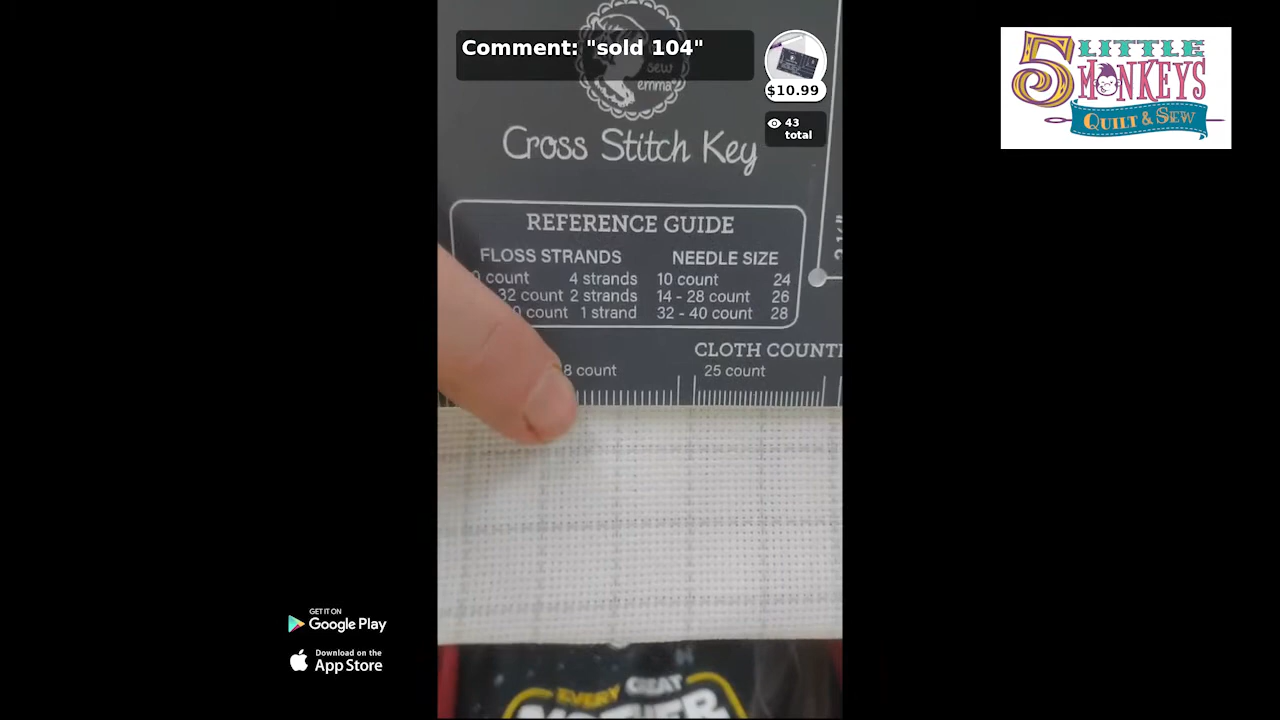 Comment: "sold 104"
$10.99
43
total
sew
emma
Cross Stitch Key
REFERENCE GUIDE
FLOSS STRANDS NEEDLE SIZE
count 4 strands 10 count 24
32 count 2 strands 14 - 28 count 26
count 1 strand 32 - 40 count 28
CLOTH
8 count 25 count
EVERY GREAT
5 LITTLE
MONKEYS
QUILT & SEW
GET IT ON
Google Play
Download on the
App Store